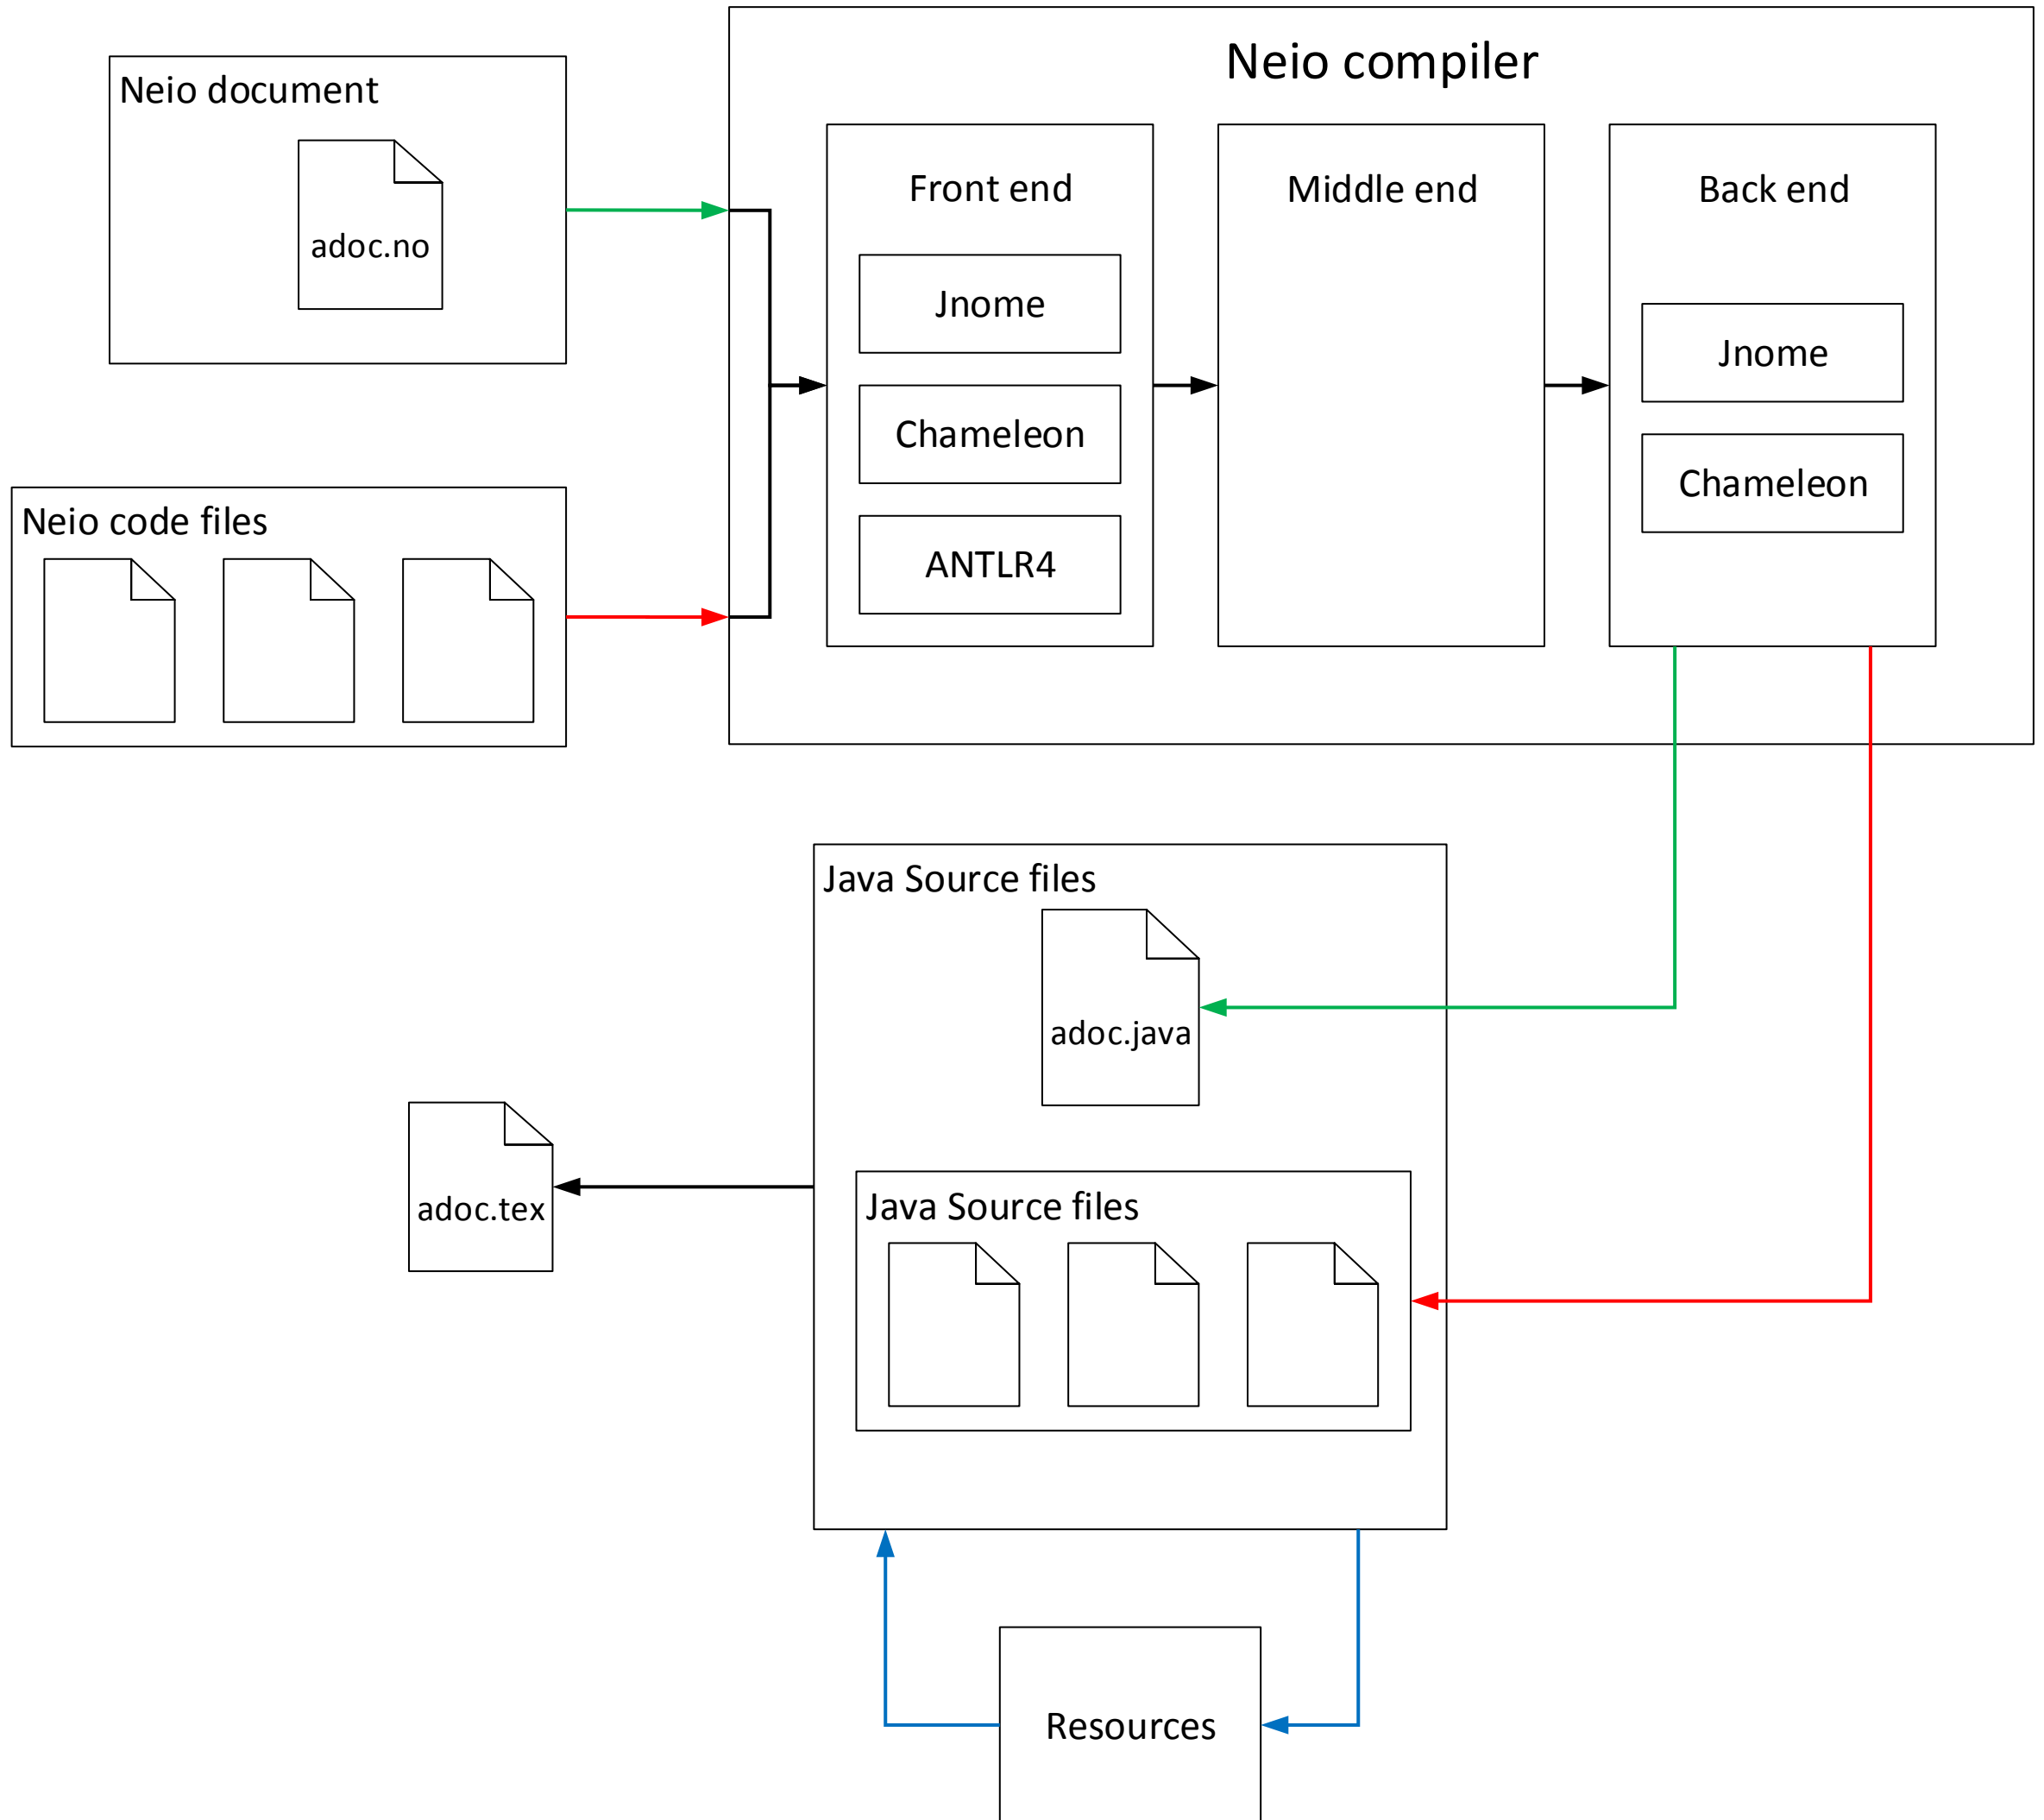 Neio compiler
Neio document
adoc.no
Front end
Jnome
Chameleon
ANTLR4
Middle end
Back end
Jnome
Chameleon
Neio code files
Java Source files
adoc.java
adoc.tex
Java Source files
Resources